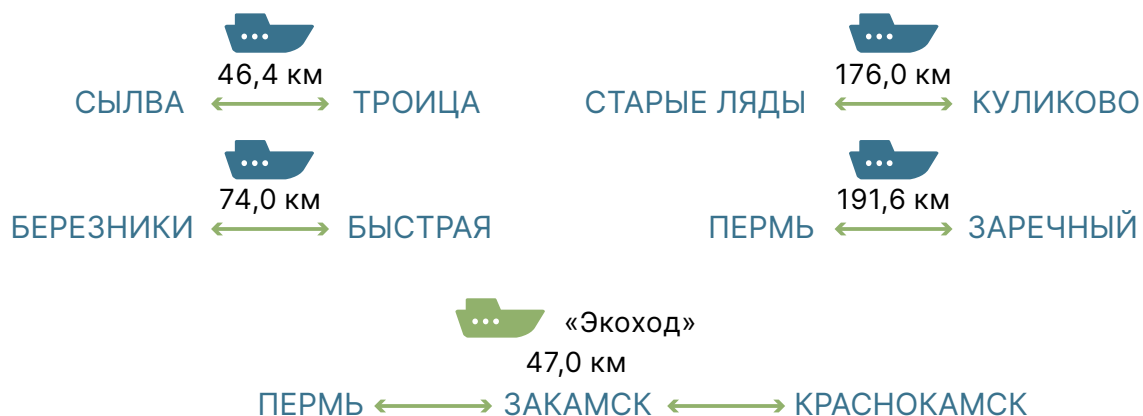 46,4 км
СЫЛВА ТРОИЦА
176,0 км
СТАРЫЕ ЛЯДЫ КУЛИКОВО
74,0 км
БЕРЕЗНИКИ БЫСТРАЯ
191,6 км
ПЕРМЬ ЗАРЕЧНЫЙ
«Экоход»
47,0 км
ПЕРМЬ ЗАКАМСК КРАСНОКАМСК